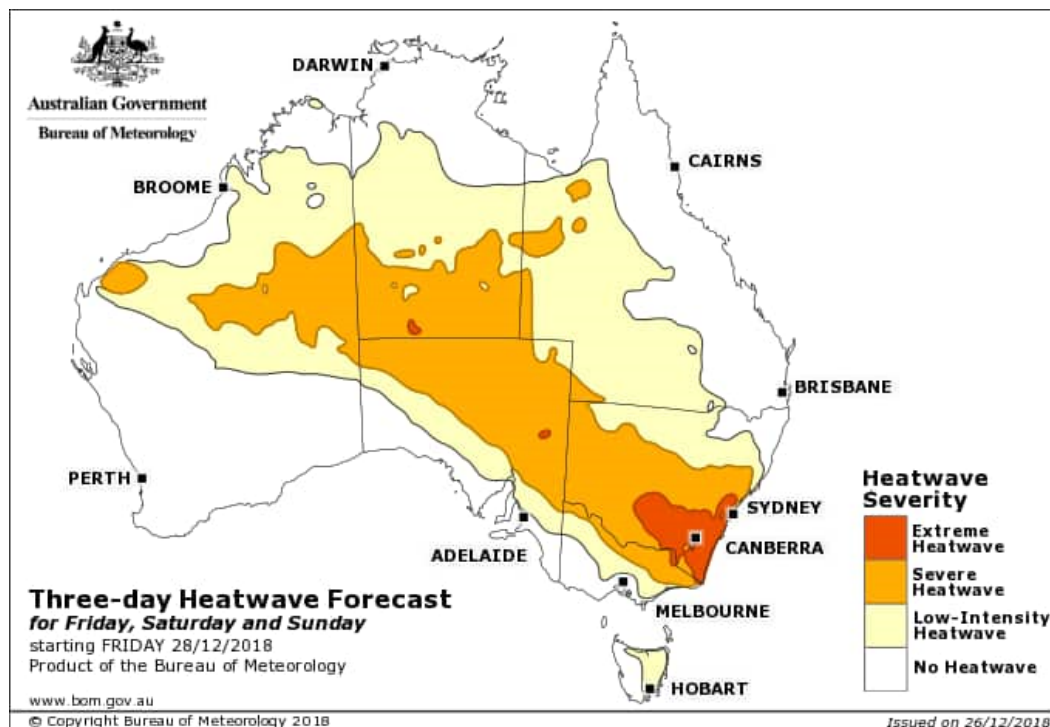 Australian Government
Bureau of Meteorology
DARWIN
CAIRNS
BROOME
BRISBANE
PERTH
SYDNEY
CANBERRA
ADELAIDE
MELBOURNE
HOBART
Heatwave
Severity
Extreme
Heatwave
Severe
Heatwave
Low-Intensity
Heatwave
No Heatwave
Three-day Heatwave Forecast
for Friday, Saturday and Sunday
starting FRIDAY 28/12/2018
Product of the Bureau of Meteorology
www.bom.gov.au
© Copyright Bureau of Meteorology 2018
Issued on 26/12/2018